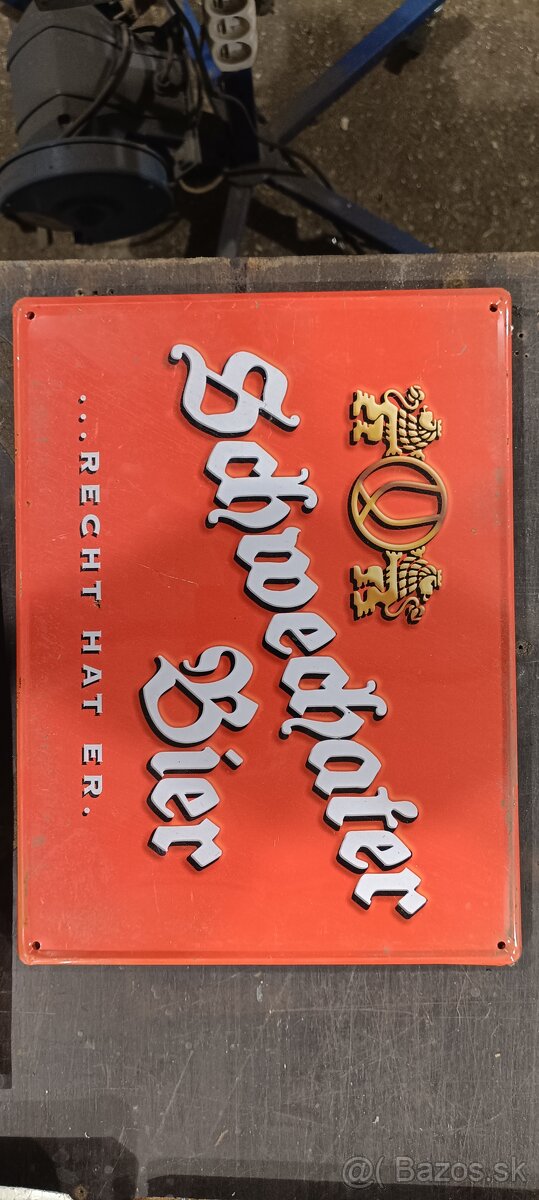 Schwechater
Bier
...RECHT HAT ER.
@ Bazos.sk